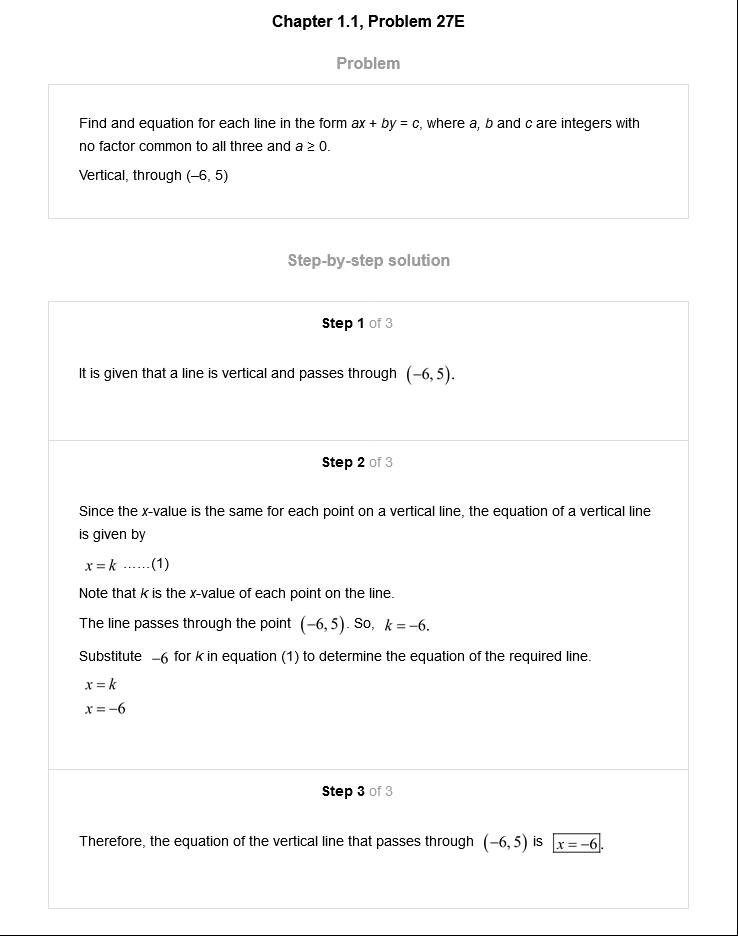 Chapter 1.1, Problem 27E
Problem
Find and equation for each line in the form ax + by = c, where a, b and c are integers with
no factor common to all three and a ≥ 0.
Vertical, through (–6, 5)
Step-by-step solution
Step 1 of 3
It is given that a line is vertical and passes through (−6, 5).
Step 2 of 3
Since the x-value is the same for each point on a vertical line, the equation of a vertical line
is given by
x = k ……(1)
Note that k is the x-value of each point on the line.
The line passes through the point (−6, 5). So, k = −6.
Substitute −6 for k in equation (1) to determine the equation of the required line.
x = k
x = −6
Step 3 of 3
Therefore, the equation of the vertical line that passes through (−6, 5) is x = −6.